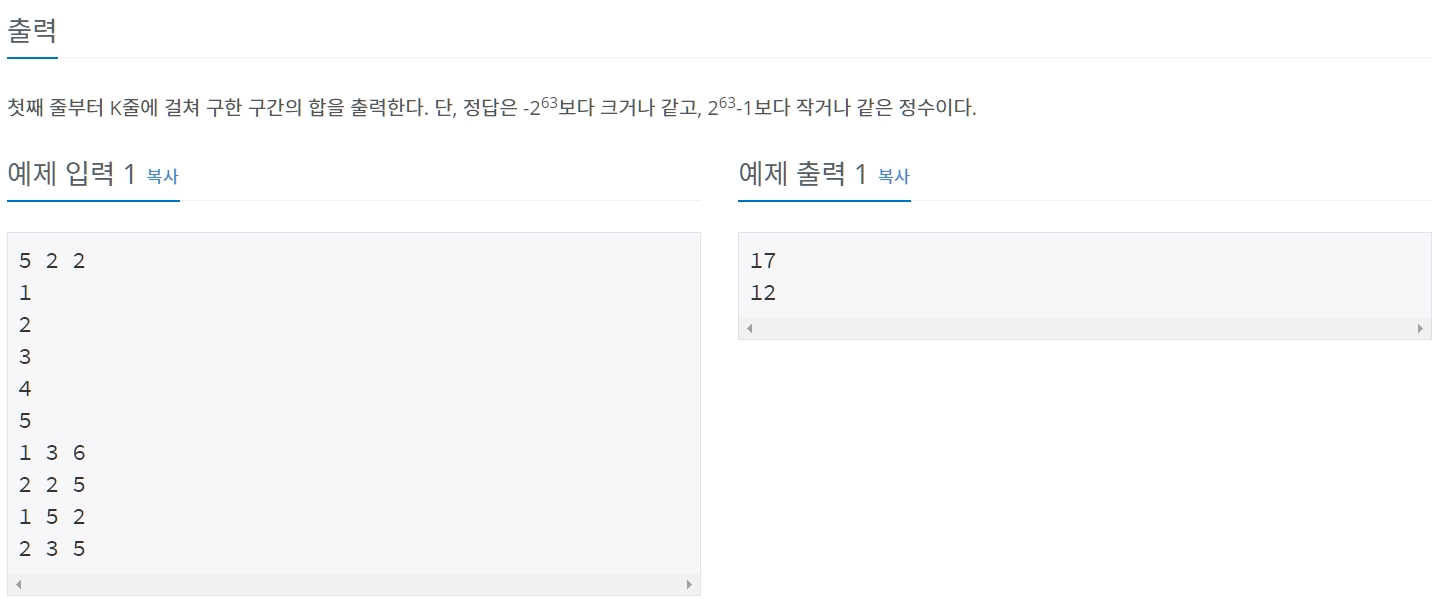 출력
첫째 줄부터 K줄에 걸쳐 구한 구간의 합을 출력한다. 단, 정답은 -2^63보다 크거나 같고, 2^63-1보다 작거나 같은 정수이다.
예제 입력 1 복사
5 2 2
1
2
3
4
5
1 3 6
2 2 5
1 5 2
2 3 5
예제 출력 1 복사
17
12